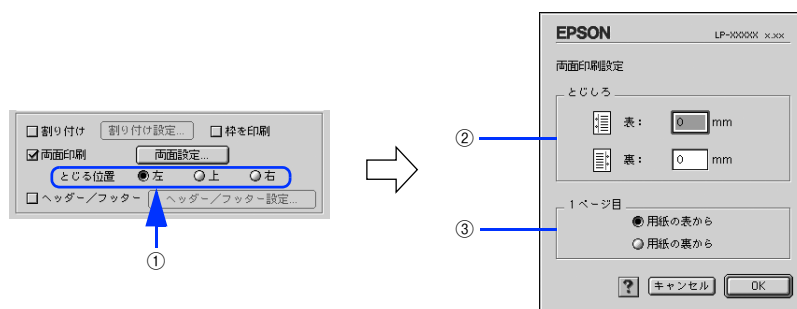 □割り付け 割り付け設定... □枠を印刷
☑両面印刷 両面設定...
とじる位置 ◉左 ○上 ○右
□ヘッダー／フッター ヘッダー／フッター設定...
①
EPSON LP-XXXXX x.xx
両面印刷設定
とじしろ
表： 0 mm
②
裏： 0 mm
1ページ目
③
◉用紙の表から
○用紙の裏から
? キャンセル OK